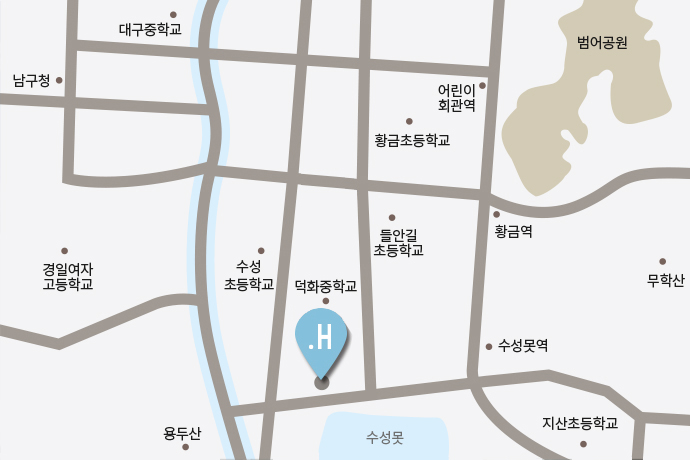 대구중학교
범어공원
남구청
어린이
회관역
황금초등학교
황금역
들안길
초등학교
수성
초등학교
경일여자
고등학교
덕화중학교
무학산
.H
수성못역
지산초등학교
용두산
수성못